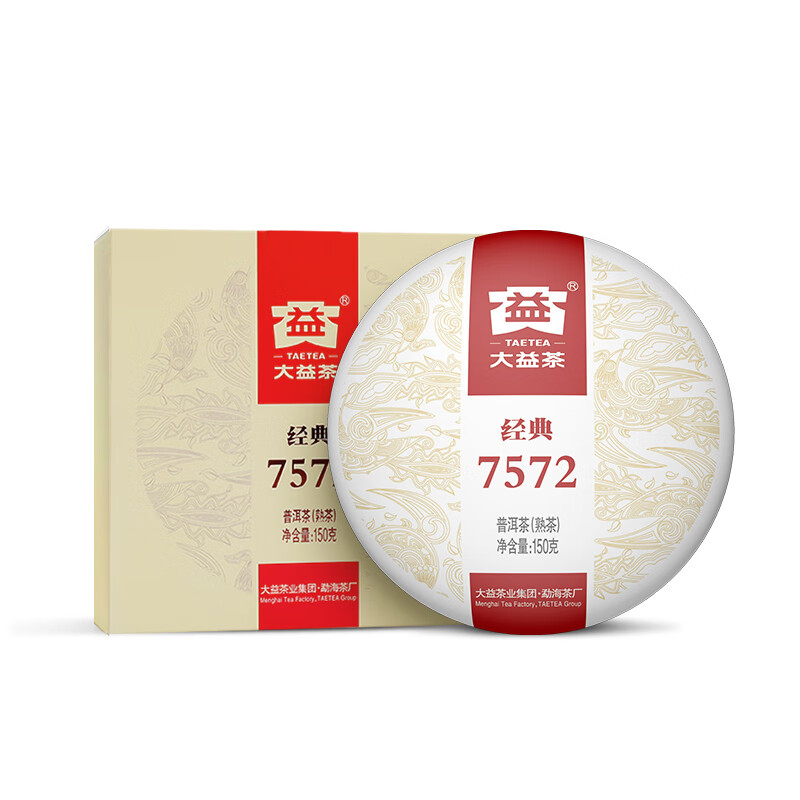 益®
TAETEA
大益茶
经典
757
普洱茶(熟茶)
净含量:150克
大益茶业集团·勐海茶厂
Menghai Tea Factory,TAETEA Group
益®
TAETEA
大益茶
经典
7572
普洱茶(熟茶)
净含量:150克
大益茶业集团·勐海茶厂
Menghai Tea Factory, TAETEA Group